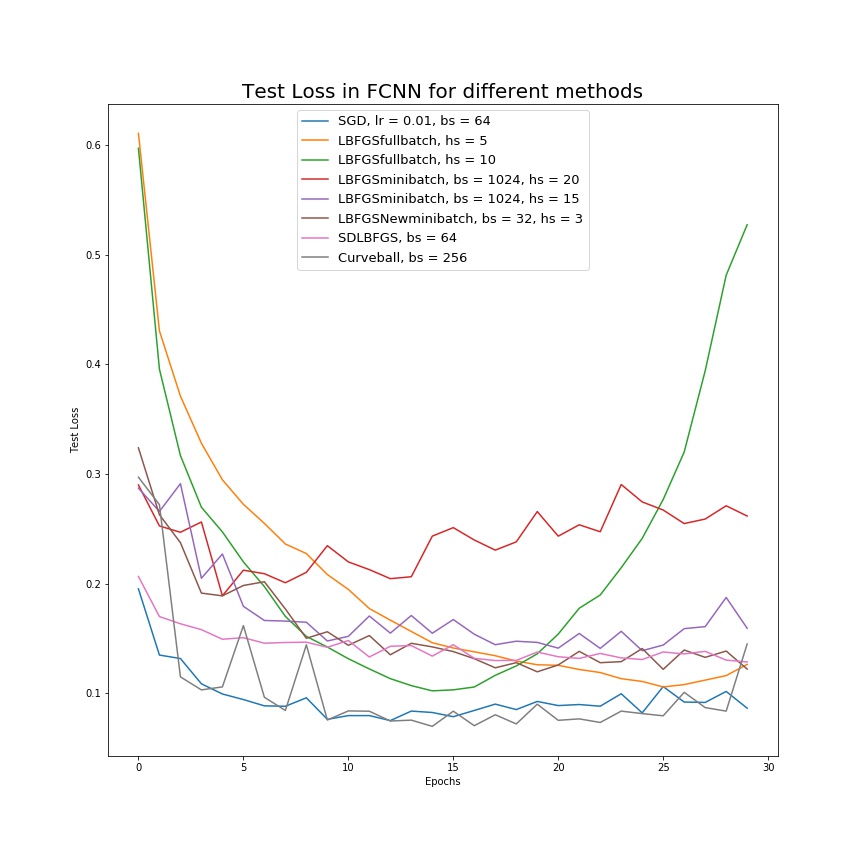 Test Loss in FCNN for different methods
SGD, lr = 0.01, bs = 64
LBFGSfullbatch, hs = 5
LBFGSfullbatch, hs = 10
LBFGSminibatch, bs = 1024, hs = 20
LBFGSminibatch, bs = 1024, hs = 15
LBFGSNewminibatch, bs = 32, hs = 3
SDLBFGS, bs = 64
Curveball, bs = 256
0.6
0.5
0.4
0.3
0.2
0.1
Test Loss
0 5 10 15 20 25 30
Epochs